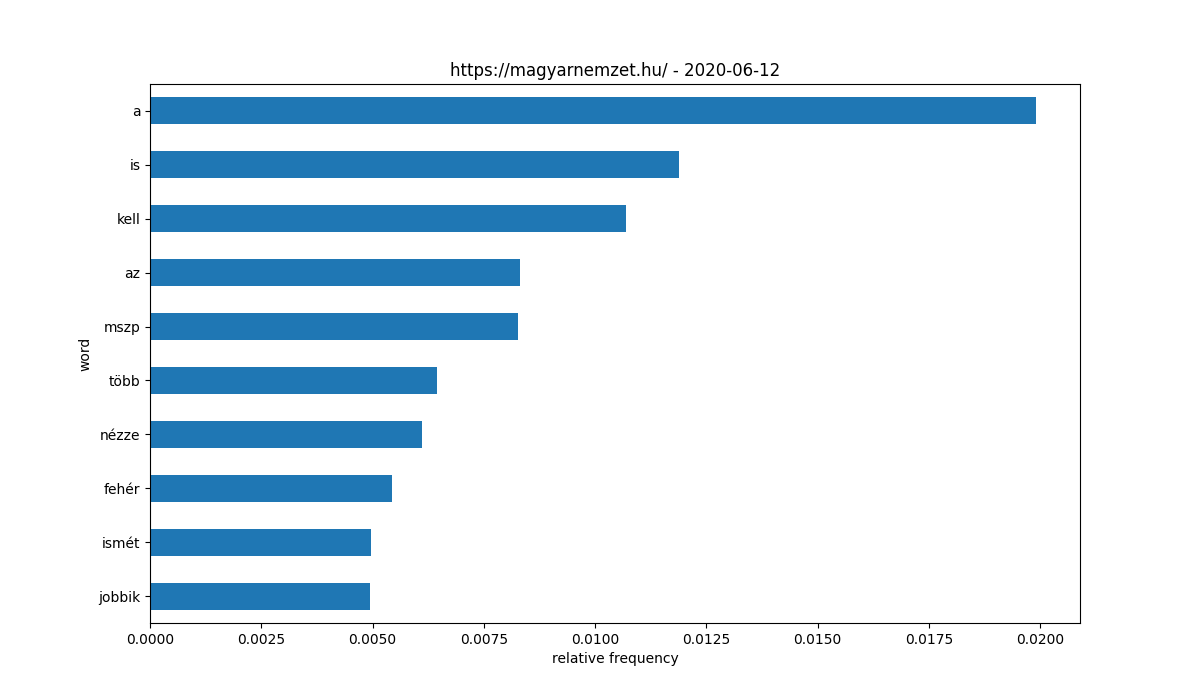 https://magyarnemzet.hu/ - 2020-06-12
a
is
kell
az
mszp
több
nézze
fehér
ismét
jobbik
word
0.0000 0.0025 0.0050 0.0075 0.0100 0.0125 0.0150 0.0175 0.0200
relative frequency